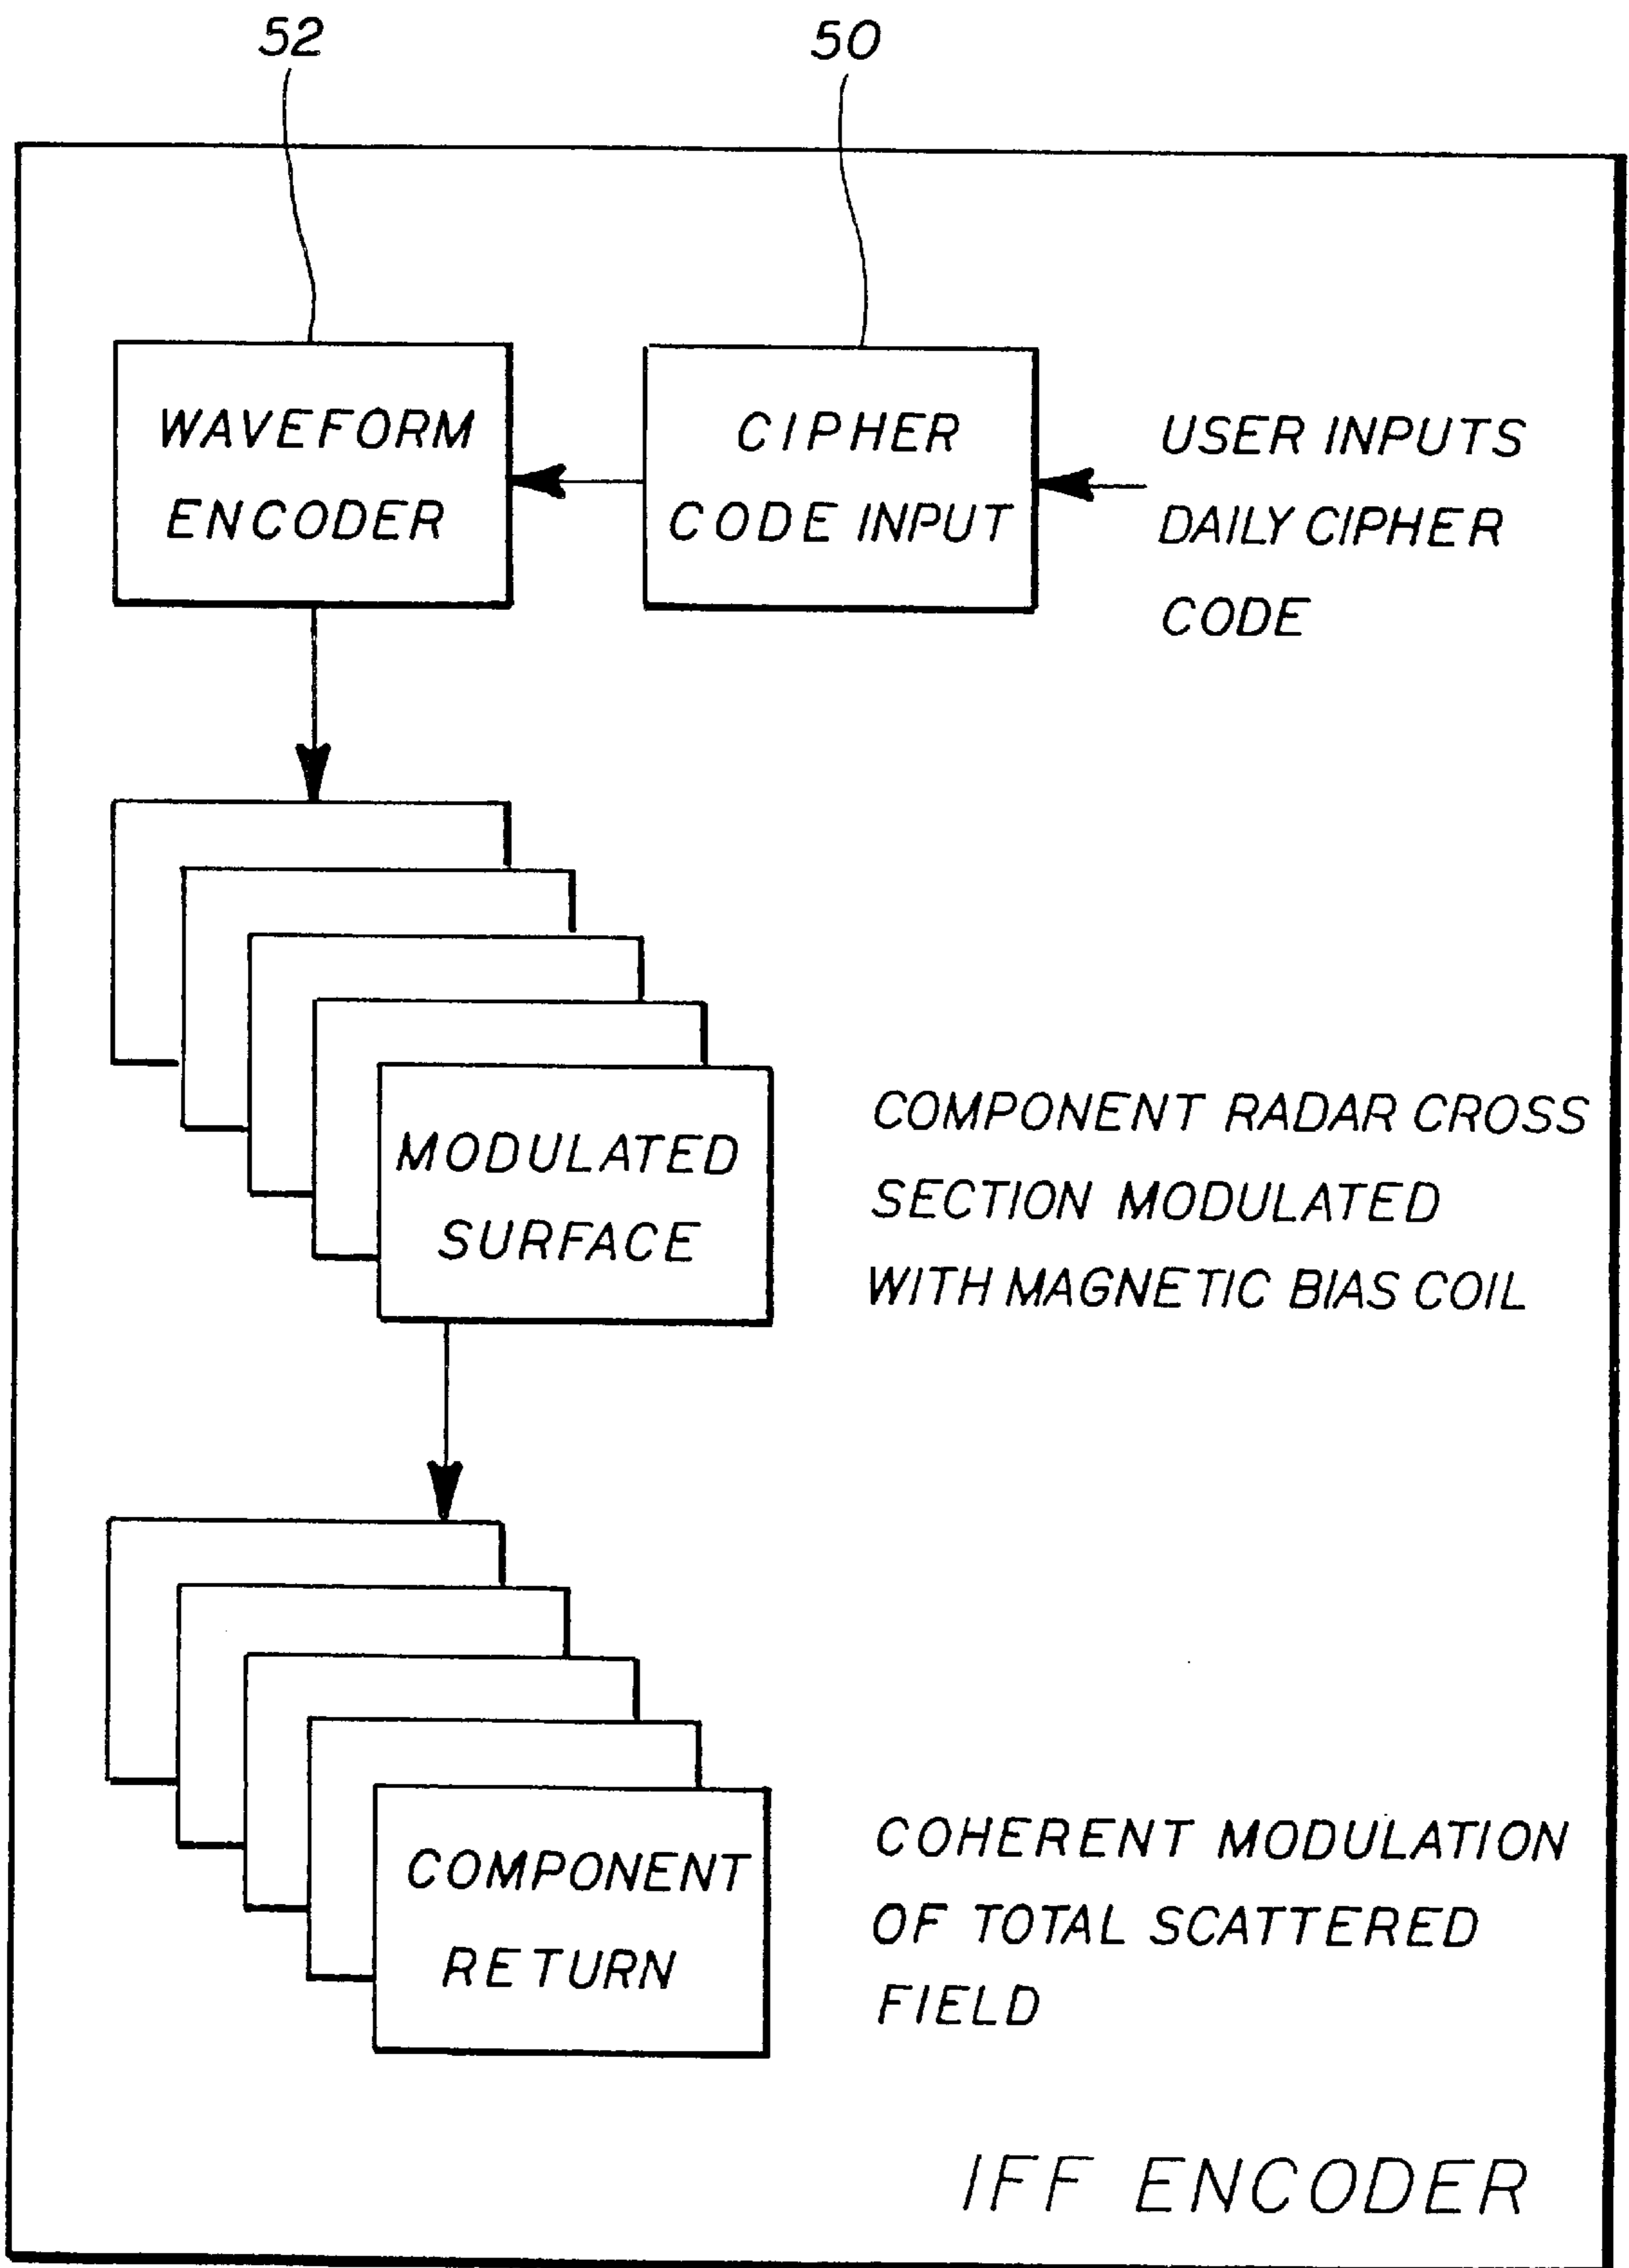 52
50
WAVEFORM
ENCODER
CIPHER
CODE INPUT
USER INPUTS
DAILY CIPHER
CODE
MODULATED
SURFACE
COMPONENT RADAR CROSS
SECTION MODULATED
WITH MAGNETIC BIAS COIL
COMPONENT
RETURN
COHERENT MODULATION
OF TOTAL SCATTERED
FIELD
IFF ENCODER